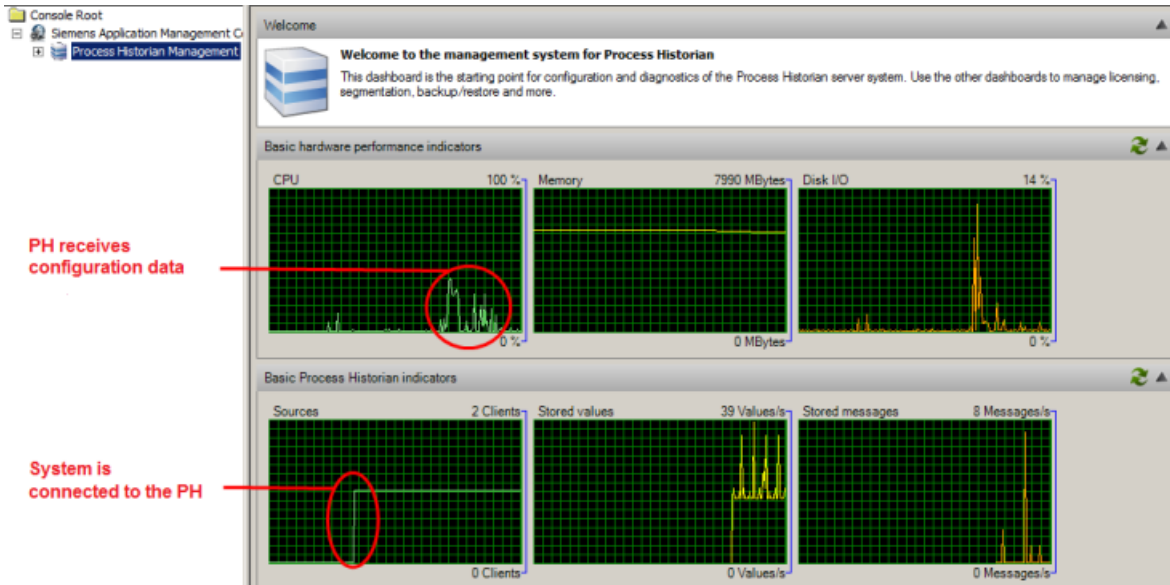 Console Root
Siemens Application Management C
Process Historian Management
Welcome
Welcome to the management system for Process Historian
This dashboard is the starting point for configuration and diagnostics of the Process Historian server system. Use the other dashboards to manage licensing,
segmentation, backup/restore and more.
Basic hardware performance indicators
CPU 100 %
Memory 7990 MBytes
Disk I/O 14 %
PH receives
configuration data
0 %
0 MBytes
0 %
Basic Process Historian indicators
Sources 2 Clients
Stored values 39 Values/s
Stored messages 8 Messages/s
System is
connected to the PH
0 Clients
0 Values/s
0 Messages/s